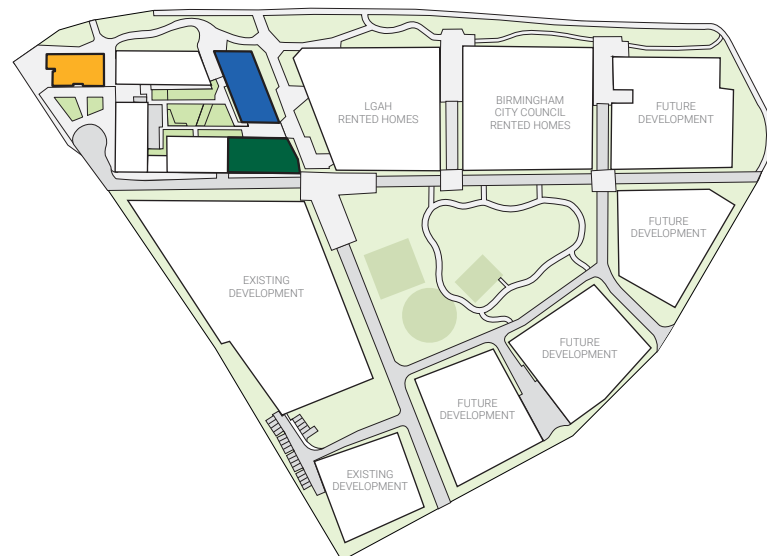 LGAH
RENTED HOMES
BIRMINGHAM
CITY COUNCIL
RENTED HOMES
FUTURE
DEVELOPMENT
FUTURE
DEVELOPMENT
EXISTING
DEVELOPMENT
FUTURE
DEVELOPMENT
FUTURE
DEVELOPMENT
EXISTING
DEVELOPMENT